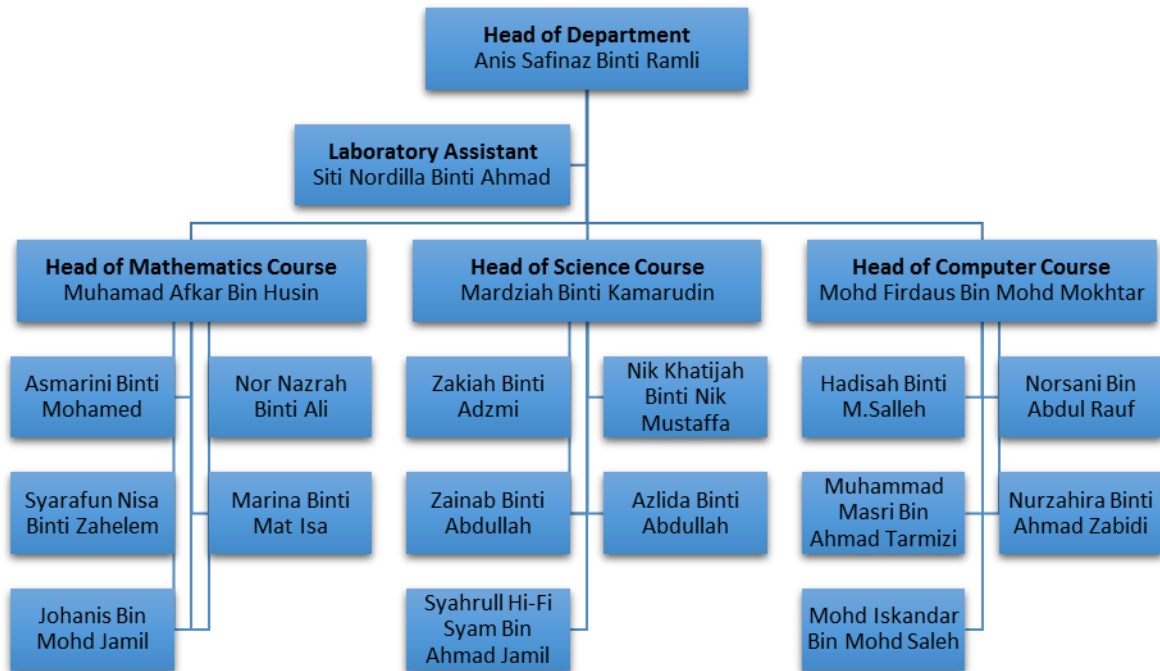 Head of Department
Anis Safinaz Binti Ramli
Laboratory Assistant
Siti Nordilla Binti Ahmad
Head of Mathematics Course
Muhamad Afkar Bin Husin
Head of Science Course
Mardziah Binti Kamarudin
Head of Computer Course
Mohd Firdaus Bin Mohd Mokhtar
Asmarini Binti
Mohamed
Nor Nazrah
Binti Ali
Zakiah Binti
Adzmi
Nik Khatijah
Binti Nik
Mustaffa
Hadisah Binti
M.Salleh
Norsani Bin
Abdul Rauf
Syarafun Nisa
Binti Zahelem
Marina Binti
Mat Isa
Zainab Binti
Abdullah
Azlida Binti
Abdullah
Muhammad
Masri Bin
Ahmad Tarmizi
Nurzahira Binti
Ahmad Zabidi
Johanis Bin
Mohd Jamil
Syahrull Hi-Fi
Syam Bin
Ahmad Jamil
Mohd Iskandar
Bin Mohd Saleh